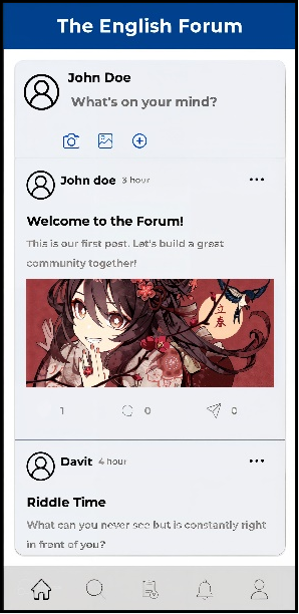 The English Forum
John Doe
What's on your mind?
John doe 3 hour
Welcome to the Forum!
This is our first post. Let's build a great
community together!
立春
1 0 0
Davit 4 hour
Riddle Time
What can you never see but is constantly right
in front of you?